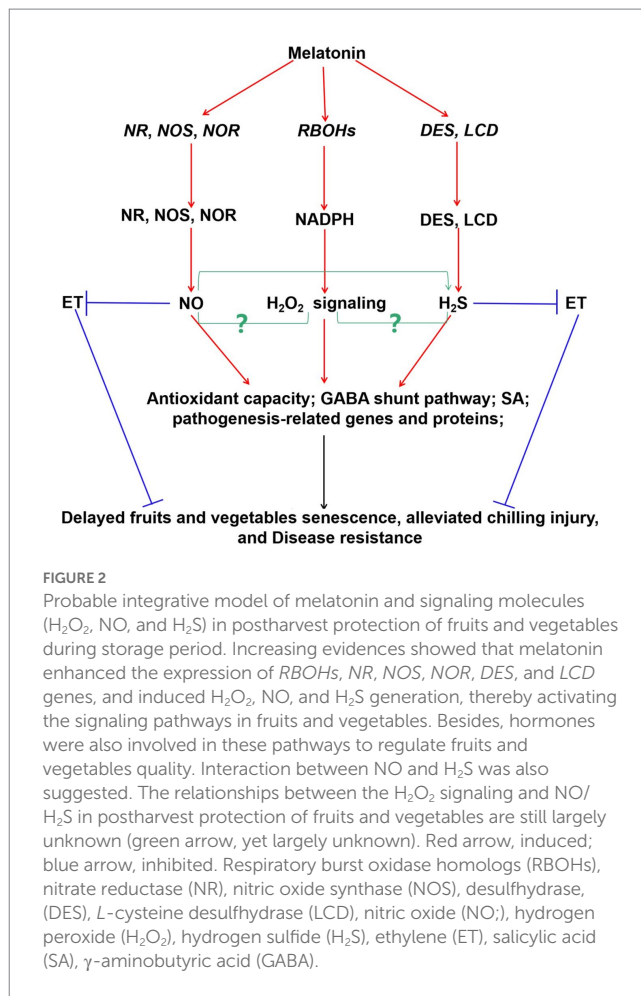 Melatonin
NR, NOS, NOR RBOHs DES, LCD
NR, NOS, NOR NADPH DES, LCD
ET NO H₂O₂ signaling H₂S ET
? ?
Antioxidant capacity; GABA shunt pathway; SA;
pathogenesis-related genes and proteins;
Delayed fruits and vegetables senescence, alleviated chilling injury,
and Disease resistance
FIGURE 2
Probable integrative model of melatonin and signaling molecules
(H₂O₂, NO, and H₂S) in postharvest protection of fruits and vegetables
during storage period. Increasing evidences showed that melatonin
enhanced the expression of RBOHs, NR, NOS, NOR, DES, and LCD
genes, and induced H₂O₂, NO, and H₂S generation, thereby activating
the signaling pathways in fruits and vegetables. Besides, hormones
were also involved in these pathways to regulate fruits and
vegetables quality. Interaction between NO and H₂S was also
suggested. The relationships between the H₂O₂ signaling and NO/
H₂S in postharvest protection of fruits and vegetables are still largely
unknown (green arrow, yet largely unknown). Red arrow, induced;
blue arrow, inhibited. Respiratory burst oxidase homologs (RBOHs),
nitrate reductase (NR), nitric oxide synthase (NOS), desulfhydrase,
(DES), L-cysteine desulfhydrase (LCD), nitric oxide (NO;), hydrogen
peroxide (H₂O₂), hydrogen sulfide (H₂S), ethylene (ET), salicylic acid
(SA), γ-aminobutyric acid (GABA).